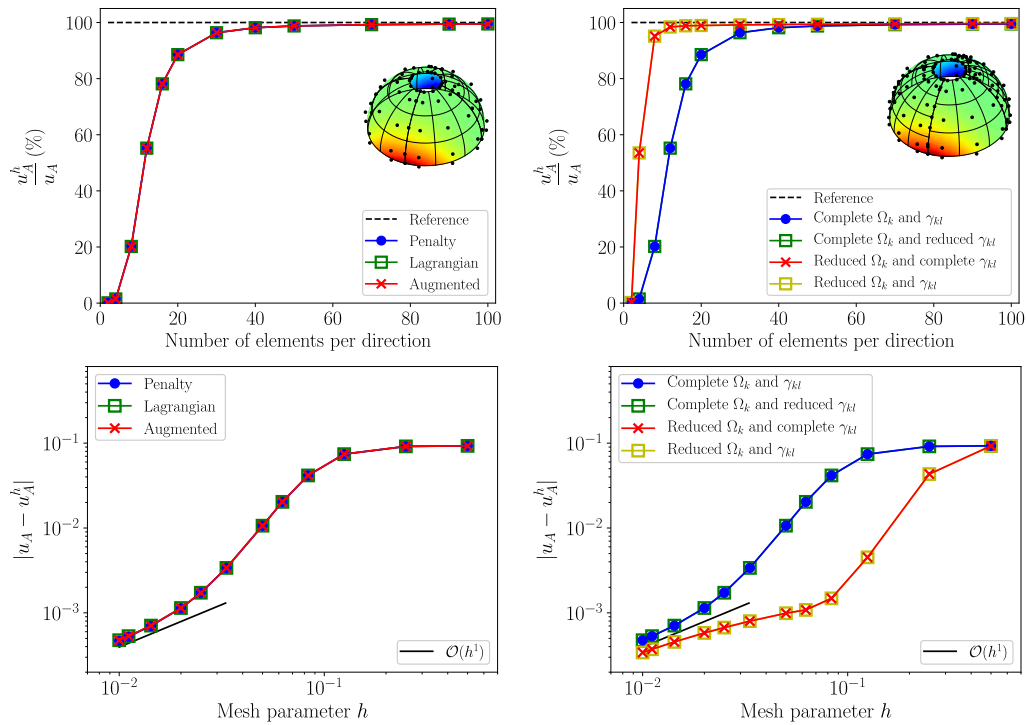 100
80
60
40
20
0
u_A^h / u_A (%)
Reference
Penalty
Lagrangian
Augmented
0 20 40 60 80 100
Number of elements per direction
100
80
60
40
20
0
u_A^h / u_A (%)
Reference
Complete Ω_k and γ_kl
Complete Ω_k and reduced γ_kl
Reduced Ω_k and complete γ_kl
Reduced Ω_k and γ_kl
0 20 40 60 80 100
Number of elements per direction
10^−1
10^−2
10^−3
|u_A − u_A^h|
Penalty
Lagrangian
Augmented
O(h^1)
10^−2 10^−1
Mesh parameter h
10^−1
10^−2
10^−3
|u_A − u_A^h|
Complete Ω_k and γ_kl
Complete Ω_k and reduced γ_kl
Reduced Ω_k and complete γ_kl
Reduced Ω_k and γ_kl
O(h^1)
10^−2 10^−1
Mesh parameter h